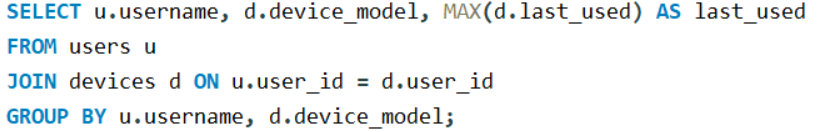 SELECT u.username, d.device_model, MAX(d.last_used) AS last_used
FROM users u
JOIN devices d ON u.user_id = d.user_id
GROUP BY u.username, d.device_model;